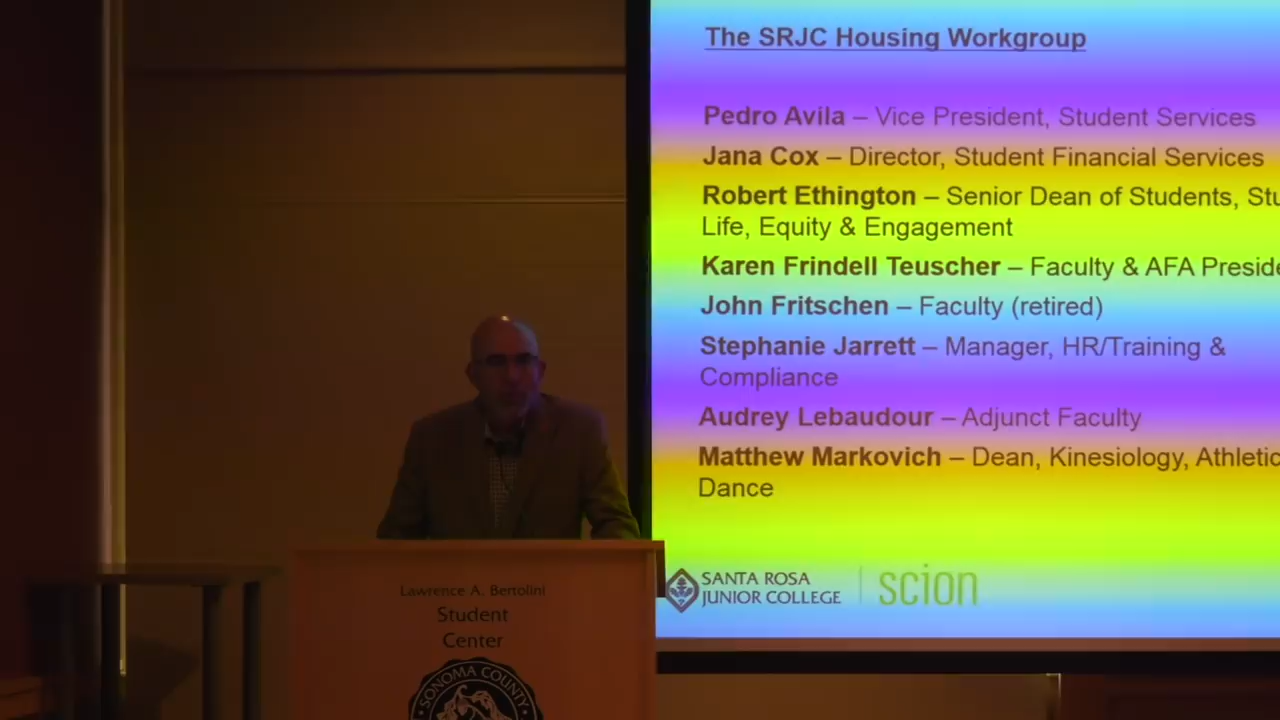 The SRJC Housing Workgroup
Pedro Avila – Vice President, Student Services
Jana Cox – Director, Student Financial Services
Robert Ethington – Senior Dean of Students, Stu
Life, Equity & Engagement
Karen Frindell Teuscher – Faculty & AFA Preside
John Fritschen – Faculty (retired)
Stephanie Jarrett – Manager, HR/Training &
Compliance
Audrey Lebaudour – Adjunct Faculty
Matthew Markovich – Dean, Kinesiology, Athletic
Dance
SANTA ROSA
JUNIOR COLLEGE
scion
Lawrence A. Bertolini
Student
Center
SONOMA COUNTY